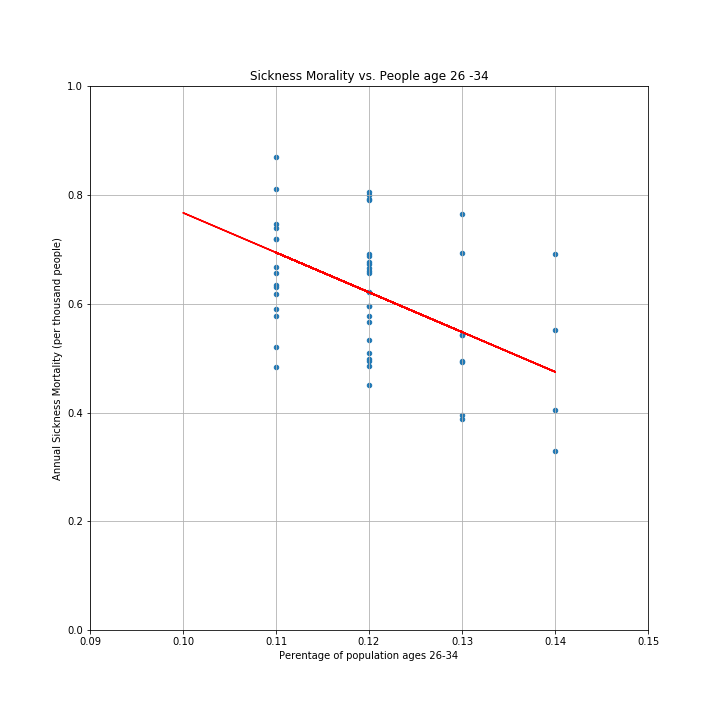 Sickness Morality vs. People age 26 -34
Annual Sickness Mortality (per thousand people)
1.0
0.8
0.6
0.4
0.2
0.0
0.09 0.10 0.11 0.12 0.13 0.14 0.15
Perentage of population ages 26-34